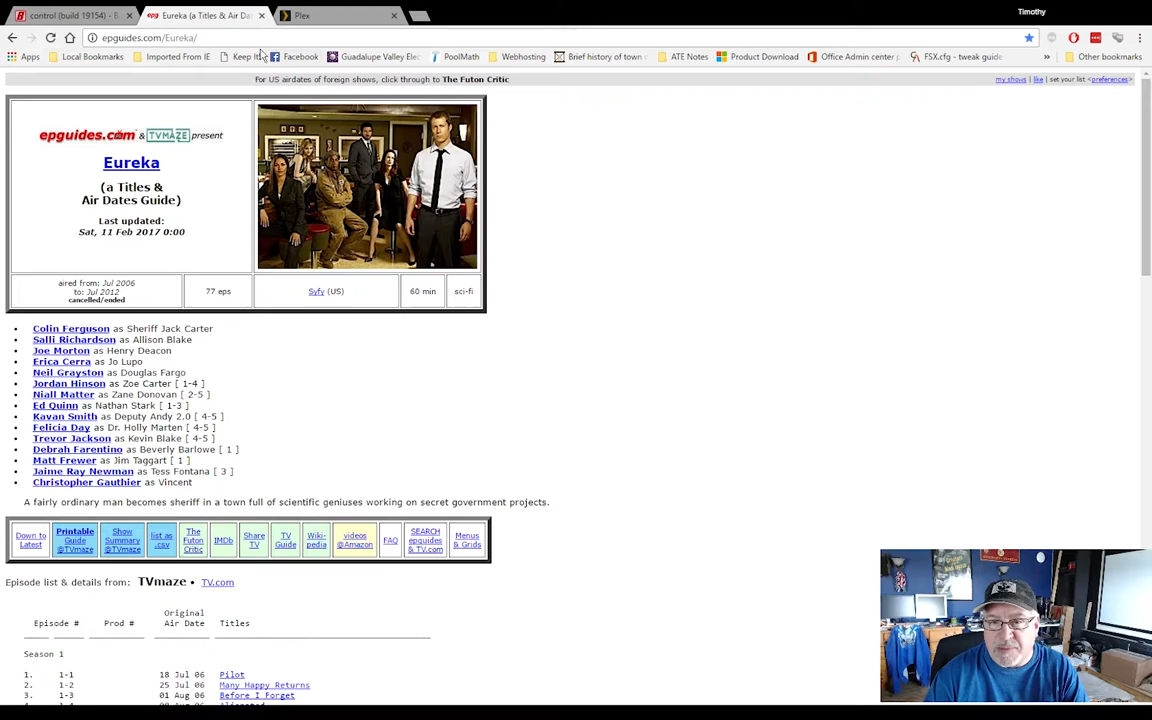 control (build 19154) - B
epg Eureka (a Titles & Air Da
Plex
Timothy
epguides.com/Eureka/
Apps
Local Bookmarks
Imported From IE
Keep It!
Facebook
Guadalupe Valley Elec
PoolMath
Webhosting
Brief history of town
ATE Notes
Product Download
Office Admin center
FSX.cfg - tweak guide
»
Other bookmarks
For US airdates of foreign shows, click through to The Futon Critic
my shows | like | set your list <preferences>
epguides.com & TVMAZE present
Eureka
(a Titles &
Air Dates Guide)
Last updated:
Sat, 11 Feb 2017 0:00
aired from: Jul 2006
to: Jul 2012
cancelled/ended
77 eps
Syfy (US)
60 min
sci-fi
• Colin Ferguson as Sheriff Jack Carter
• Salli Richardson as Allison Blake
• Joe Morton as Henry Deacon
• Erica Cerra as Jo Lupo
• Neil Grayston as Douglas Fargo
• Jordan Hinson as Zoe Carter [ 1-4 ]
• Niall Matter as Zane Donovan [ 2-5 ]
• Ed Quinn as Nathan Stark [ 1-3 ]
• Kavan Smith as Deputy Andy 2.0 [ 4-5 ]
• Felicia Day as Dr. Holly Marten [ 4-5 ]
• Trevor Jackson as Kevin Blake [ 4-5 ]
• Debrah Farentino as Beverly Barlowe [ 1 ]
• Matt Frewer as Jim Taggart [ 1 ]
• Jaime Ray Newman as Tess Fontana [ 3 ]
• Christopher Gauthier as Vincent
A fairly ordinary man becomes sheriff in a town full of scientific geniuses working on secret government projects.
Down to
Latest
Printable
Guide
@TVmaze
Show
Summary
@TVmaze
list as
.csv
The
Futon
Critic
IMDb
Share
TV
TV
Guide
Wiki-
pedia
videos
@Amazon
FAQ
SEARCH
epguides
& TV.com
Menus
& Grids
Episode list & details from: TVmaze • TV.com
Original
Episode # Prod # Air Date Titles
Season 1
1. 1-1 18 Jul 06 Pilot
2. 1-2 25 Jul 06 Many Happy Returns
3. 1-3 01 Aug 06 Before I Forget